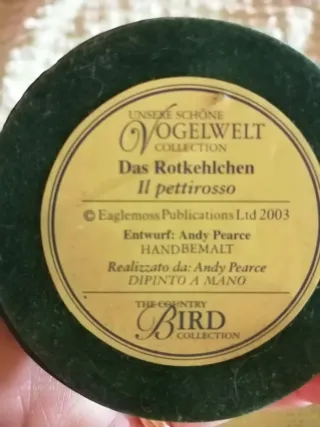 UNSERE SCHÖNE
VOGELWELT
COLLECTION
Das Rotkehlchen
Il pettirosso
© Eaglemoss Publications Ltd 2003
Entwurf: Andy Pearce
HANDBEMALT
Realizzato da: Andy Pearce
DIPINTO A MANO
THE COUNTRY
BIRD
COLLECTION